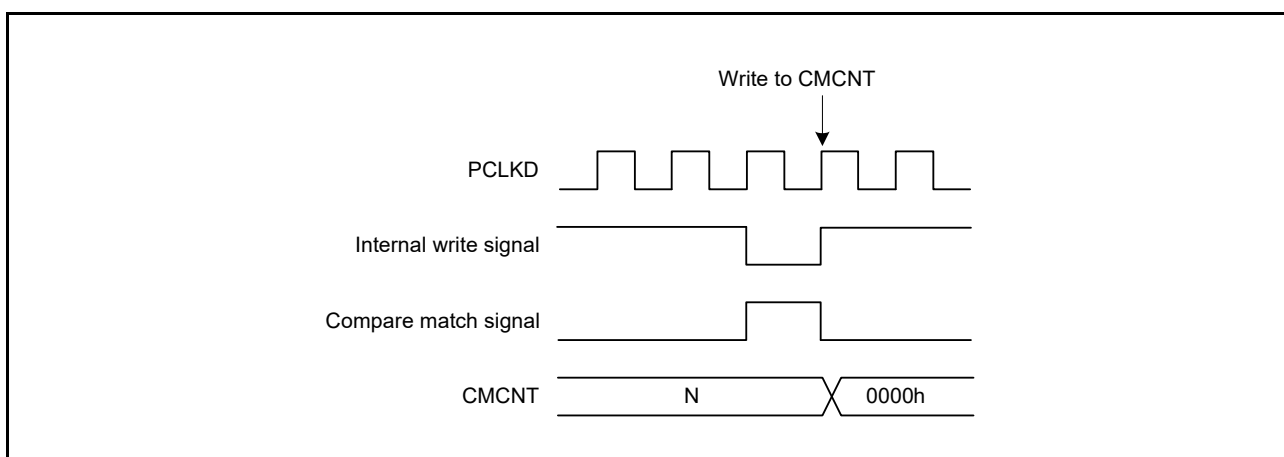 Write to CMCNT
PCLKD
Internal write signal
Compare match signal
CMCNT
N
0000h